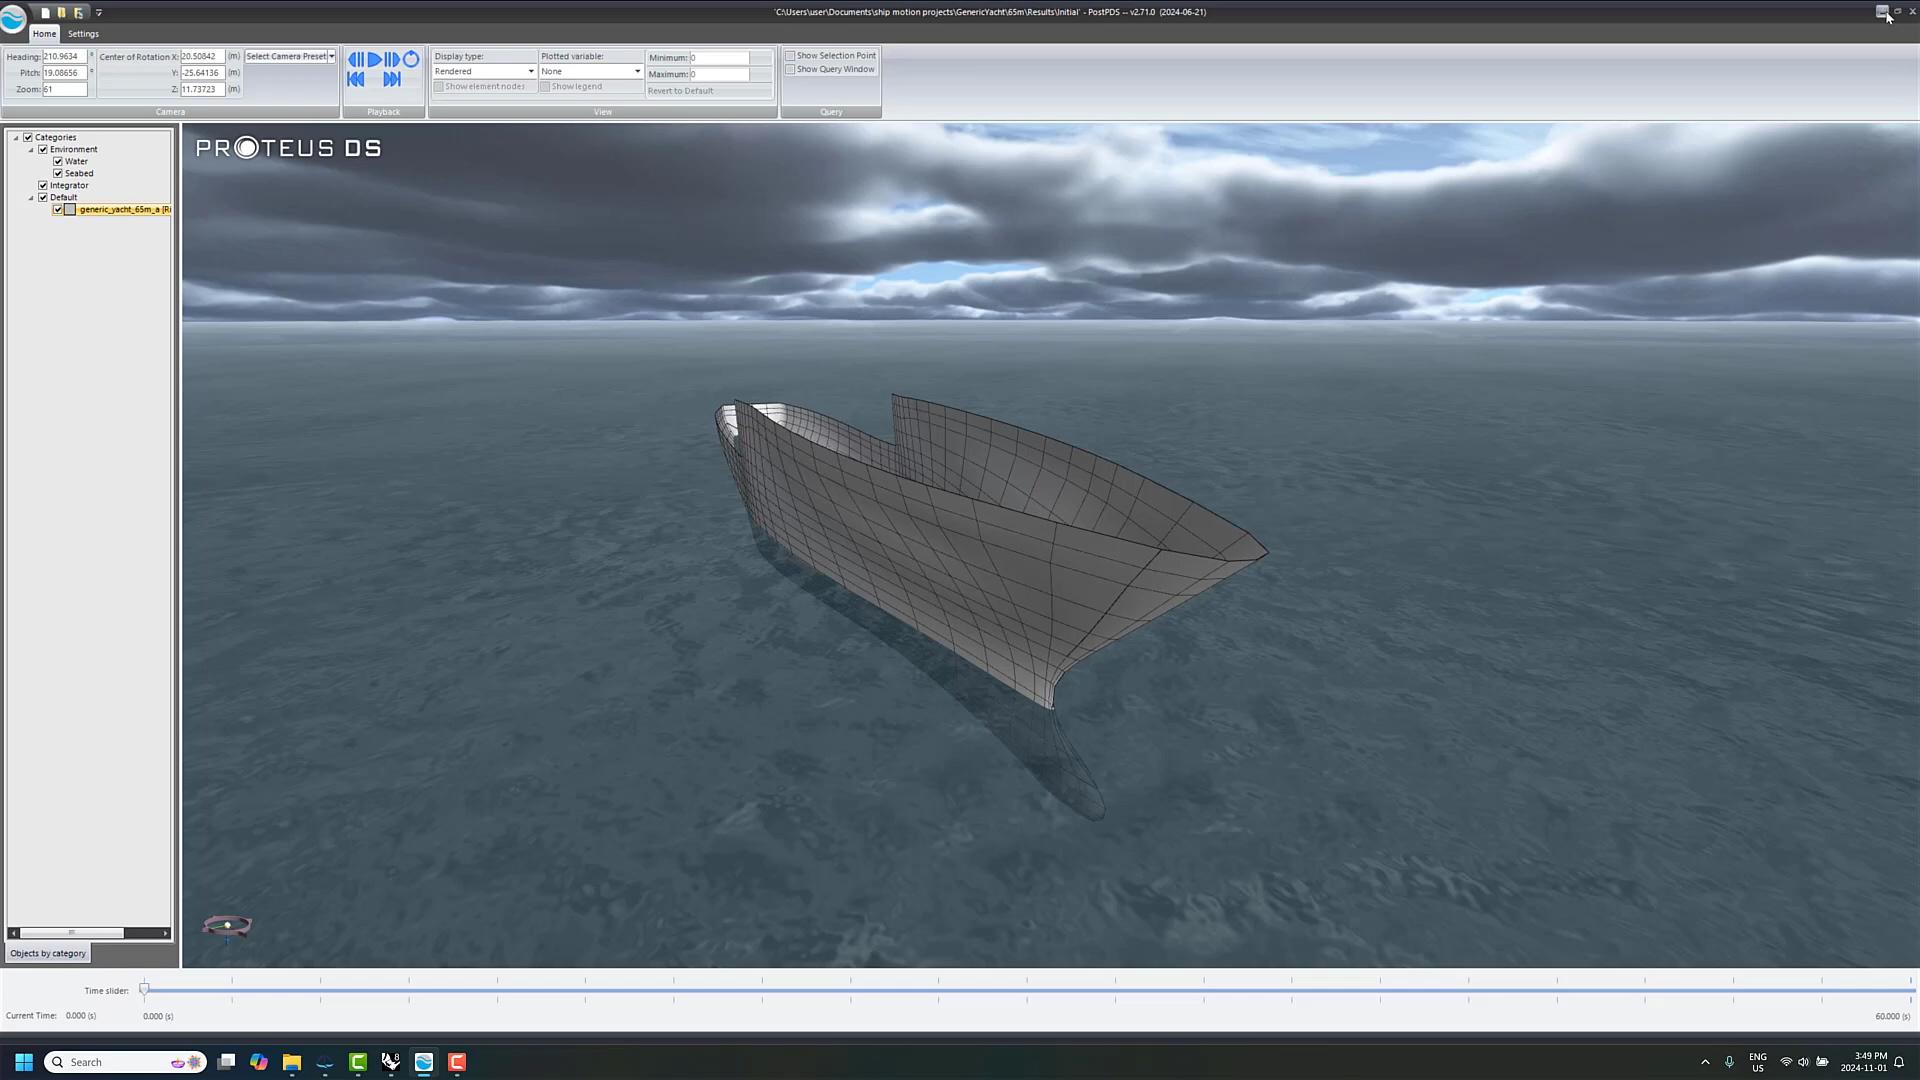 'C:\Users\user\Documents\ship motion projects\GenericYacht\65m\Results\Initial' - PostPDS -- v2.71.0 (2024-06-21)
Home Settings
Heading: 210.9634 ° Center of Rotation X: 20.50842 (m) Select Camera Preset
Pitch: 19.08656 ° Y: -25.64136 (m)
Zoom: 61 Z: 11.73723 (m)
Camera
Playback
Display type: Plotted variable:
Rendered None
Show element nodes Show legend
Minimum: 0
Maximum: 0
Revert to Default
View
Show Selection Point
Show Query Window
Query
Categories
Environment
Water
Seabed
Integrator
Default
generic_yacht_65m_a [Ri
Objects by category
PROTEUS DS
Time slider:
Current Time: 0.000 (s) 0.000 (s) 60.000 (s)
Search
8
ENG
US
3:49 PM
2024-11-01